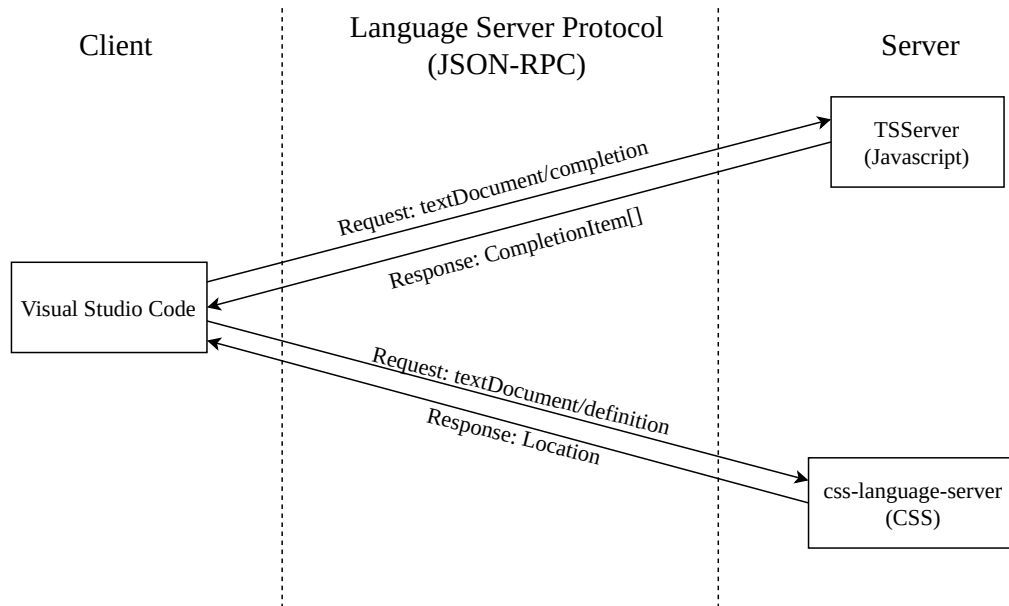 Client
Language Server Protocol
(JSON-RPC)
Server
TSServer
(Javascript)
Request: textDocument/completion
Response: CompletionItem[]
Visual Studio Code
Request: textDocument/definition
Response: Location
css-language-server
(CSS)